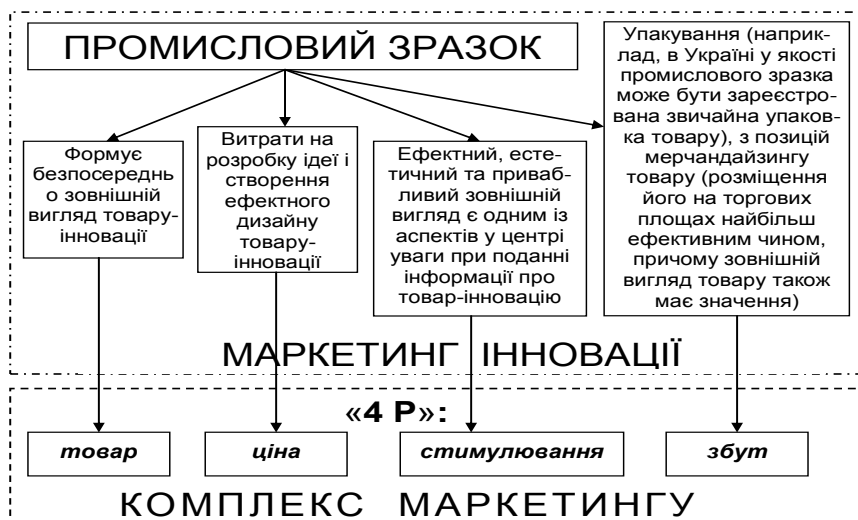 ПРОМИСЛОВИЙ ЗРАЗОК
Формує
безпосереднь
о зовнішній
вигляд товару-
інновації
Витрати на
розробку ідеї і
створення
ефектного
дизайну
товару-
інновації
Ефектний, есте-
тичний та приваб-
ливий зовнішній
вигляд є одним із
аспектів у центрі
уваги при поданні
інформації про
товар-інновацію
Упакування (наприк-
лад, в Україні у якості
промислового зразка
може бути зареєстро-
вана звичайна упаков-
ка товару), з позицій
мерчандайзингу
товару (розміщення
його на торгових
площах найбільш
ефективним чином,
причому зовнішній
вигляд товару також
має значення)
МАРКЕТИНГ ІННОВАЦІЇ
«4 Р»:
товар
ціна
стимулювання
збут
КОМПЛЕКС МАРКЕТИНГУ